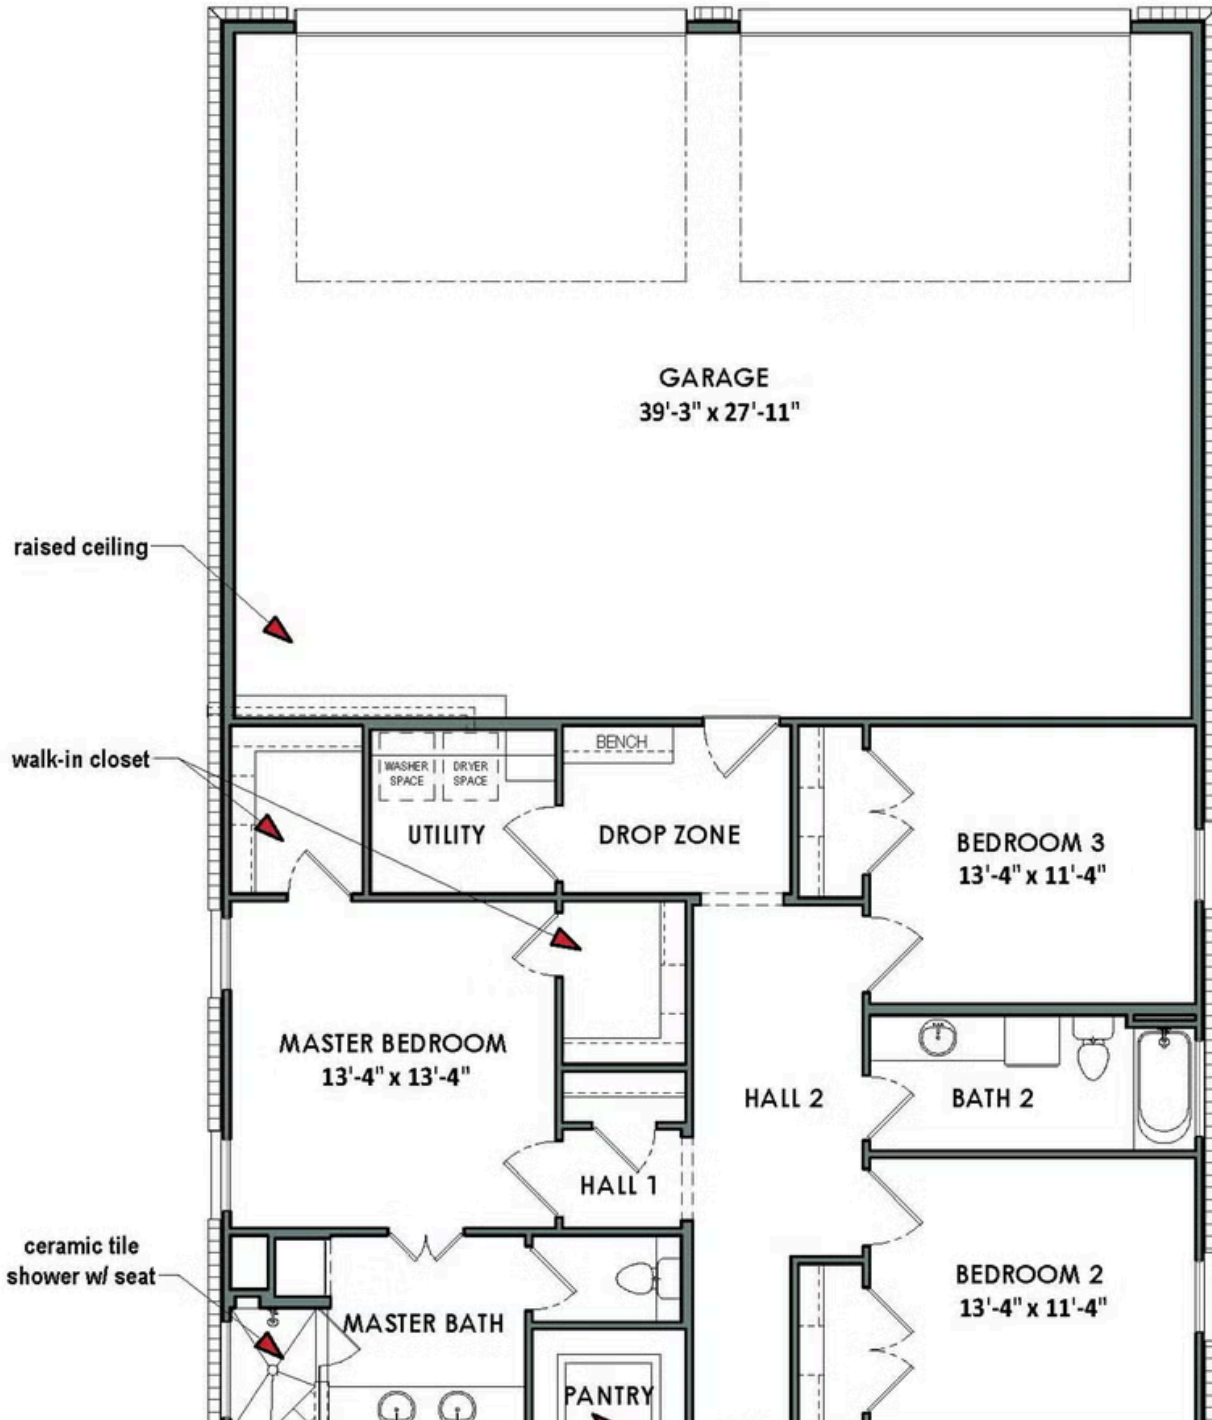 GARAGE
39'-3" x 27'-11"
raised ceiling
walk-in closet
BENCH
WASHER
SPACE
DRYER
SPACE
UTILITY
DROP ZONE
BEDROOM 3
13'-4" x 11'-4"
MASTER BEDROOM
13'-4" x 13'-4"
HALL 2
BATH 2
HALL 1
ceramic tile
shower w/ seat
BEDROOM 2
13'-4" x 11'-4"
MASTER BATH
PANTRY